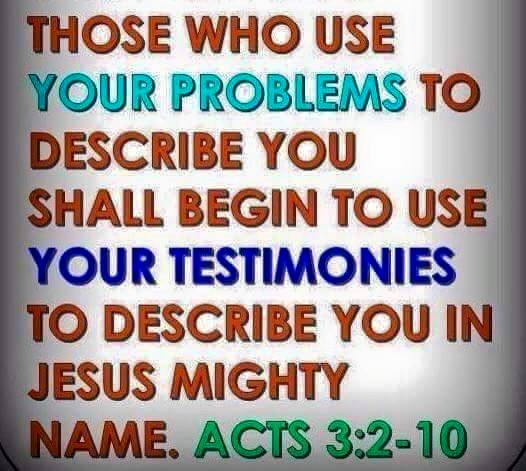 THOSE WHO USE
YOUR PROBLEMS TO
DESCRIBE YOU
SHALL BEGIN TO USE
YOUR TESTIMONIES
TO DESCRIBE YOU IN
JESUS MIGHTY
NAME. ACTS 3:2-10